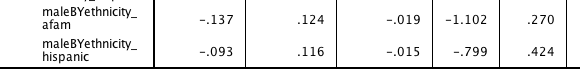 maleBYethnicity_
afam -.137 .124 -.019 -1.102 .270
maleBYethnicity_
hispanic -.093 .116 -.015 -.799 .424